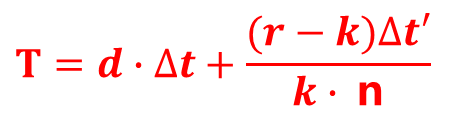 T = d · Δt + (r − k)Δt′ / k · n